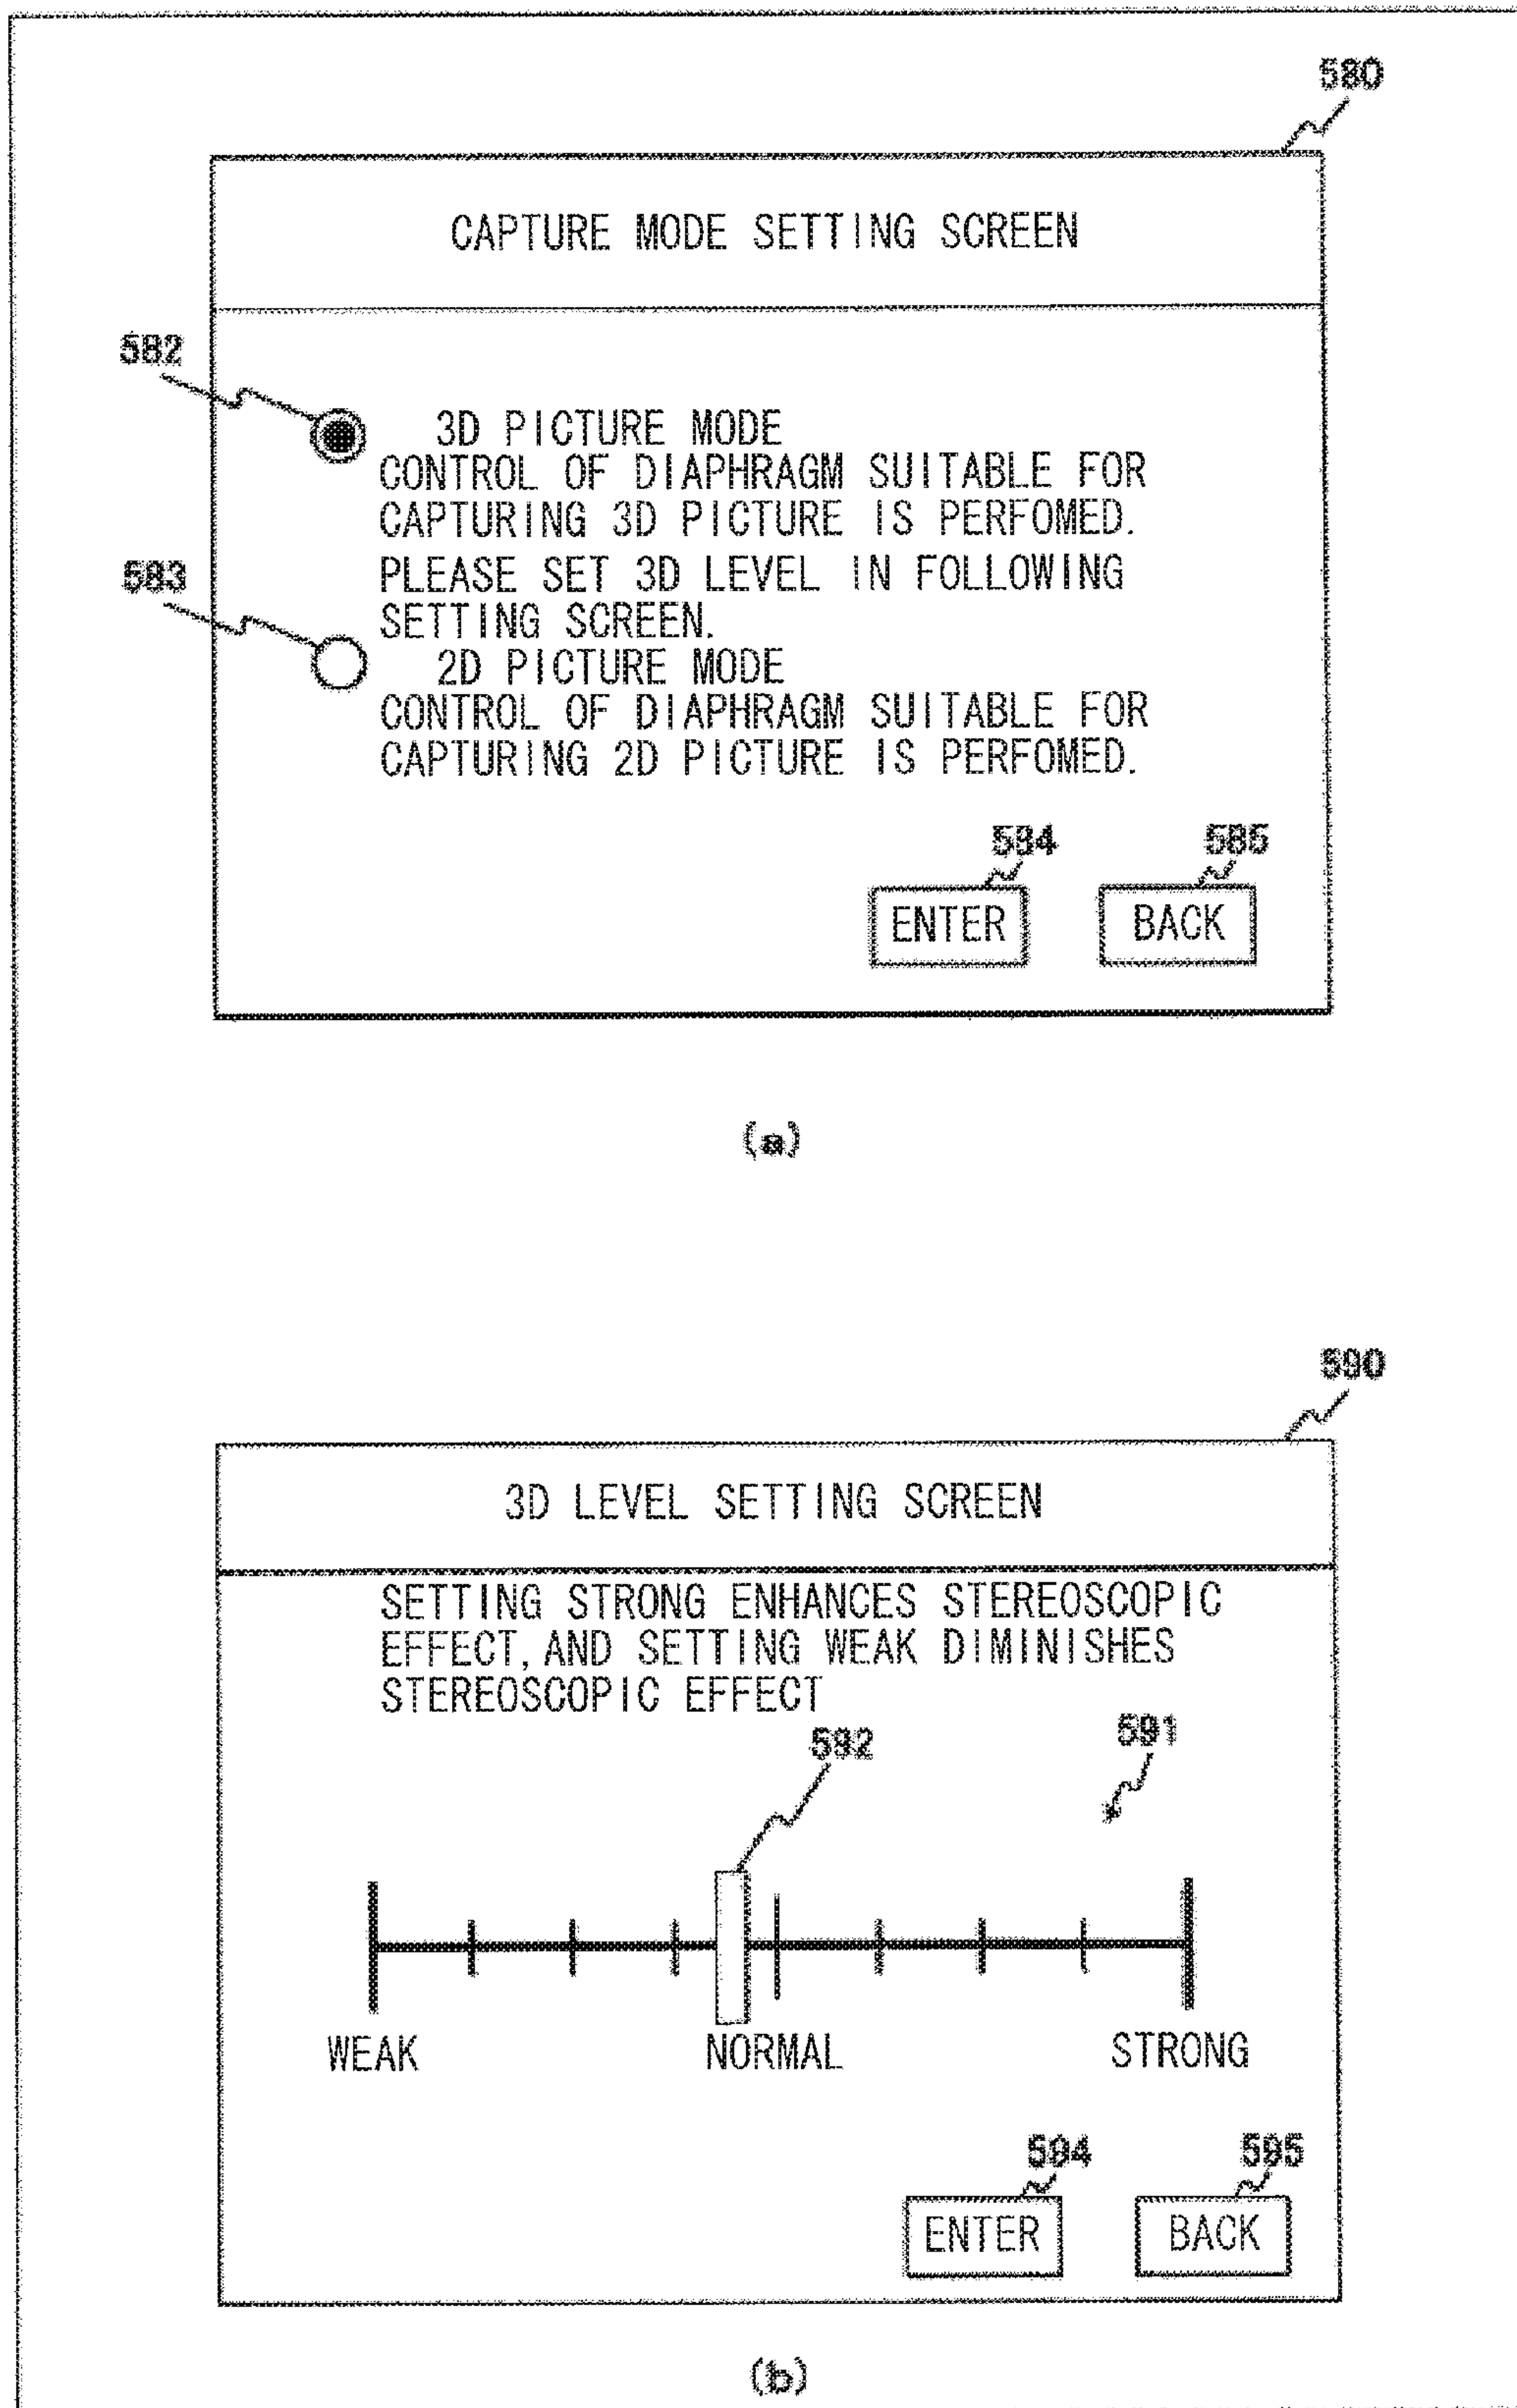 580
CAPTURE MODE SETTING SCREEN
582
3D PICTURE MODE
CONTROL OF DIAPHRAGM SUITABLE FOR
CAPTURING 3D PICTURE IS PERFOMED.
PLEASE SET 3D LEVEL IN FOLLOWING
SETTING SCREEN.
583
2D PICTURE MODE
CONTROL OF DIAPHRAGM SUITABLE FOR
CAPTURING 2D PICTURE IS PERFOMED.
584 585
ENTER BACK
(a)
590
3D LEVEL SETTING SCREEN
SETTING STRONG ENHANCES STEREOSCOPIC
EFFECT, AND SETTING WEAK DIMINISHES
STEREOSCOPIC EFFECT
592 591
WEAK NORMAL STRONG
594 595
ENTER BACK
(b)